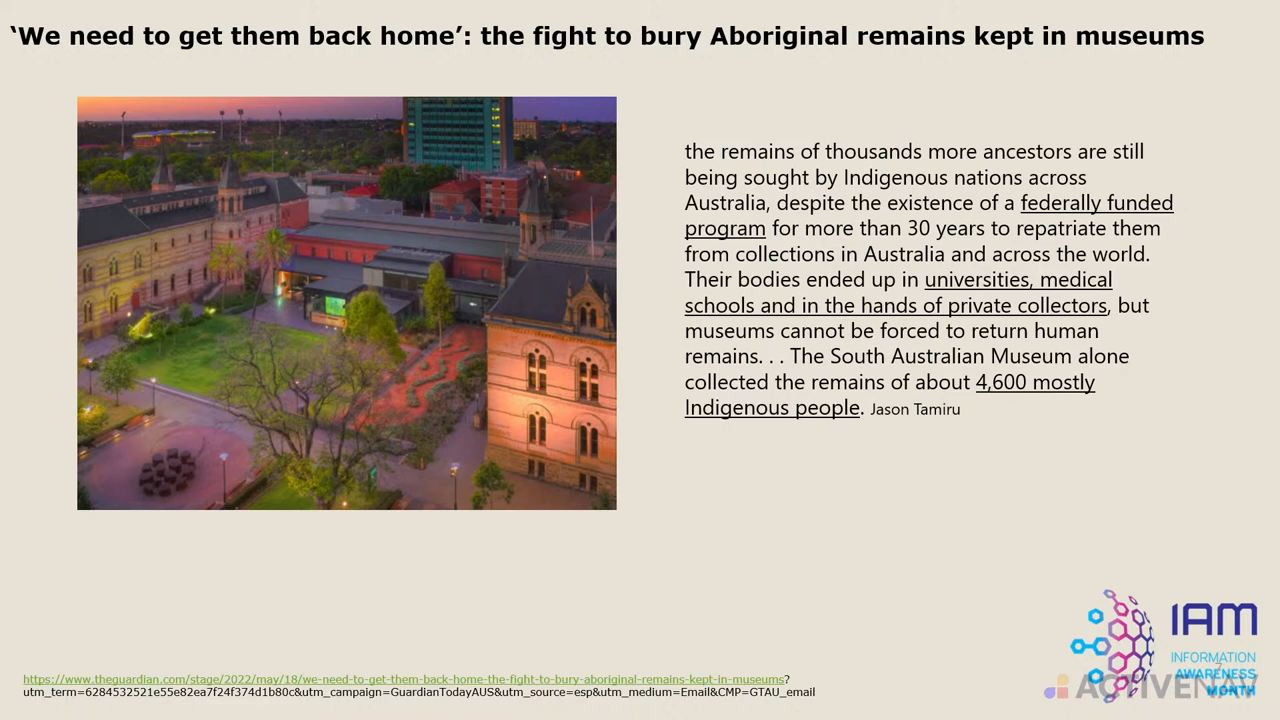 ‘We need to get them back home’: the fight to bury Aboriginal remains kept in museums
the remains of thousands more ancestors are still
being sought by Indigenous nations across
Australia, despite the existence of a federally funded
program for more than 30 years to repatriate them
from collections in Australia and across the world.
Their bodies ended up in universities, medical
schools and in the hands of private collectors, but
museums cannot be forced to return human
remains. . . The South Australian Museum alone
collected the remains of about 4,600 mostly
Indigenous people. Jason Tamiru
https://www.theguardian.com/stage/2022/may/18/we-need-to-get-them-back-home-the-fight-to-bury-aboriginal-remains-kept-in-museums?
utm_term=6284532521e55e82ea7f24f374d1b80c&utm_campaign=GuardianTodayAUS&utm_source=esp&utm_medium=Email&CMP=GTAU_email
IAM
INFORMATION
AWARENESS
MONTH
7
ACTIVENAV